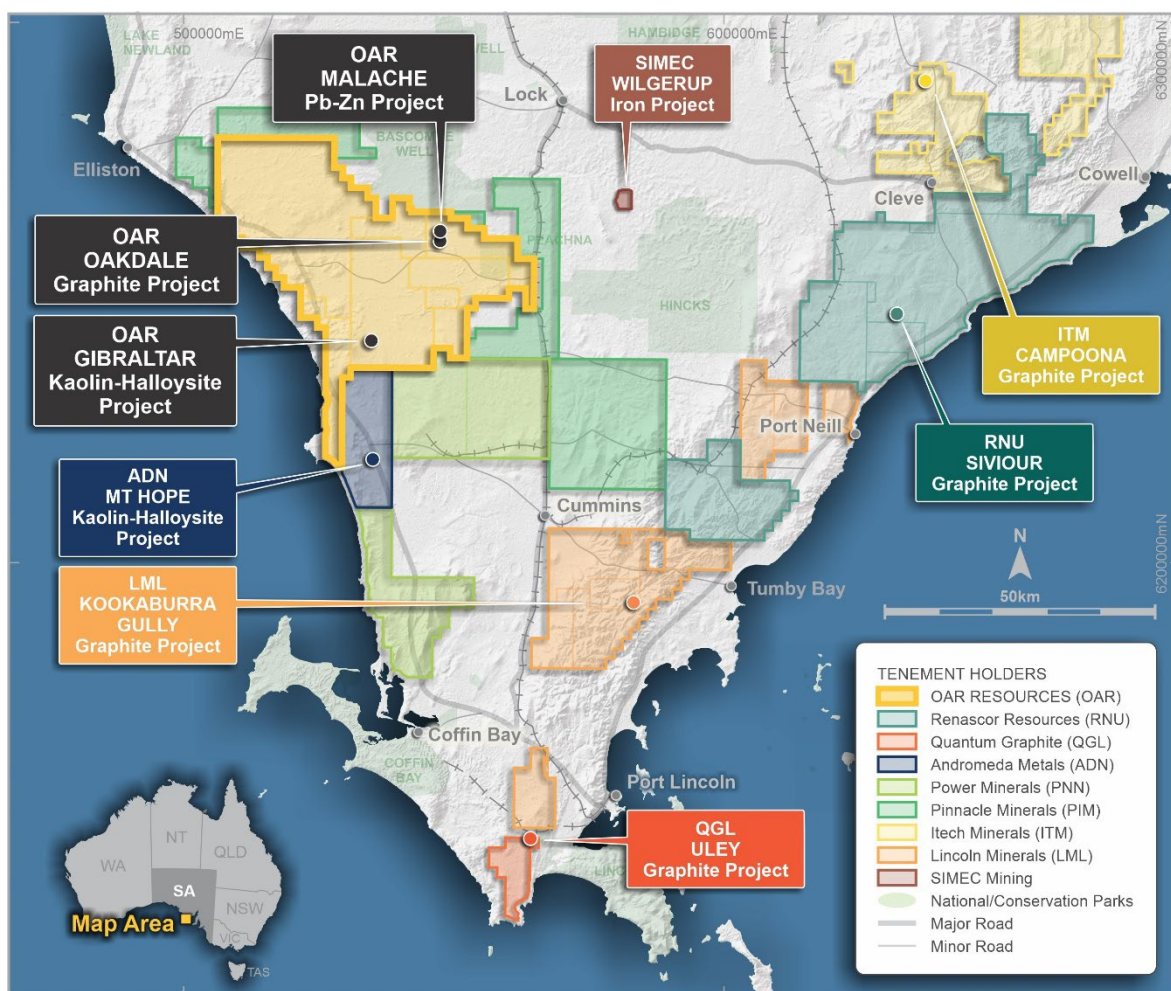 LAKE
NEWLAND
500000mE
WELL
HAMBIDGE
600000mE
6300000mN
OAR
MALACHE
Pb-Zn Project
SIMEC
WILGERUP
Iron Project
Lock
BASCOMBE
WELL
Elliston
Cleve
Cowell
OAR
OAKDALE
Graphite Project
HINCKS
OAR
GIBRALTAR
Kaolin-Halloysite
Project
ITM
CAMPOONA
Graphite Project
Port Neill
RNU
SIVIOUR
Graphite Project
ADN
MT HOPE
Kaolin-Halloysite
Project
Cummins
N
50km
6200000mN
LML
KOOKABURRA
GULLY
Graphite Project
Tumby Bay
Coffin Bay
COFFIN
BAY
Port Lincoln
QGL
ULEY
Graphite Project
TENEMENT HOLDERS
OAR RESOURCES (OAR)
Renascor Resources (RNU)
Quantum Graphite (QGL)
Andromeda Metals (ADN)
Power Minerals (PNN)
Pinnacle Minerals (PIM)
Itech Minerals (ITM)
Lincoln Minerals (LML)
SIMEC Mining
National/Conservation Parks
Major Road
Minor Road
WA
NT
QLD
SA
NSW
VIC
TAS
Map Area